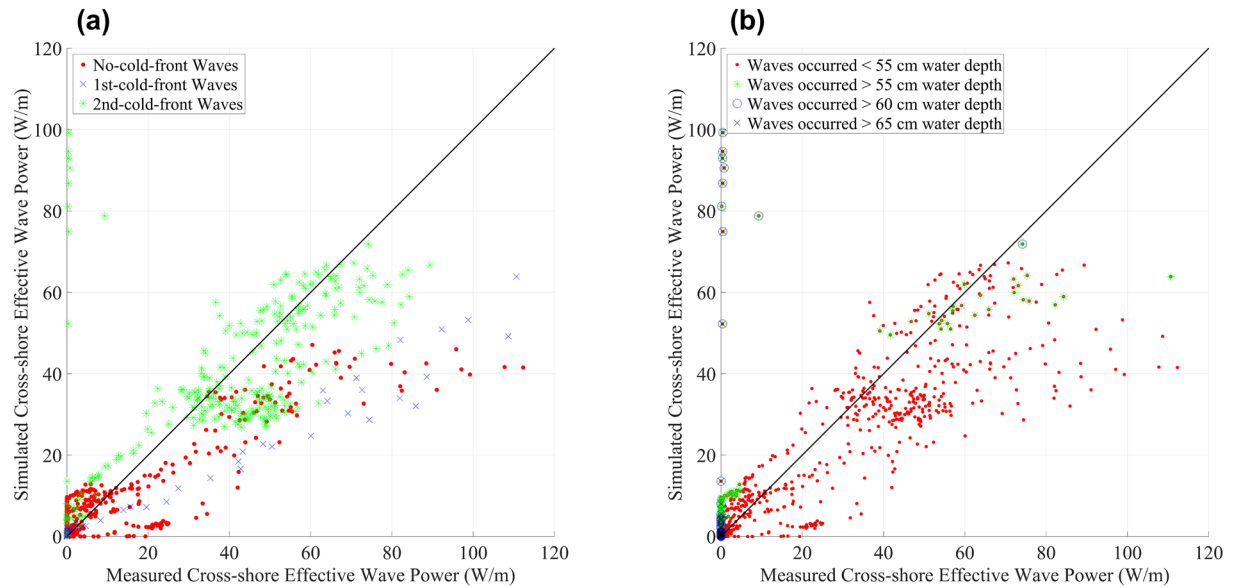 (a)
120
100
80
60
40
20
0
Simulated Cross-shore Effective Wave Power (W/m)
No-cold-front Waves
1st-cold-front Waves
2nd-cold-front Waves
0 20 40 60 80 100 120
Measured Cross-shore Effective Wave Power (W/m)
(b)
120
100
80
60
40
20
0
Simulated Cross-shore Effective Wave Power (W/m)
Waves occurred < 55 cm water depth
Waves occurred > 55 cm water depth
Waves occurred > 60 cm water depth
Waves occurred > 65 cm water depth
0 20 40 60 80 100 120
Measured Cross-shore Effective Wave Power (W/m)